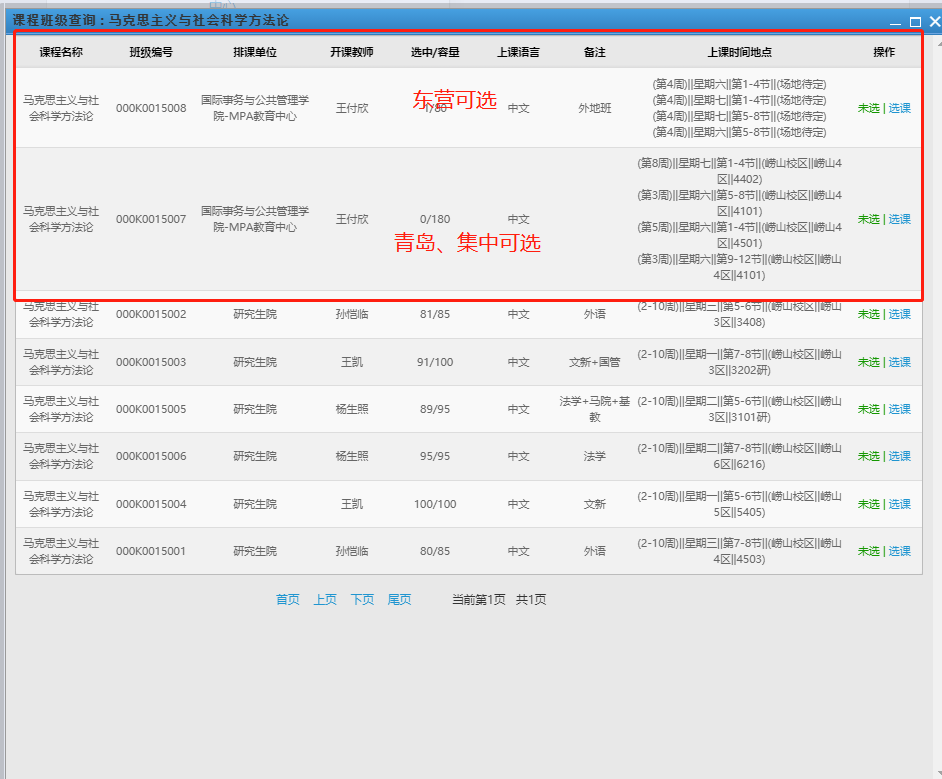 中心
课程班级查询：马克思主义与社会科学方法论
课程名称 班级编号 排课单位 开课教师 选中/容量 上课语言 备注 上课时间地点 操作
马克思主义与社会科学方法论 000K0015008 国际事务与公共管理学院-MPA教育中心 王付欣 1/80 中文 外地班 (第4周)||星期六||第1-4节||(场地待定)
(第4周)||星期七||第1-4节||(场地待定)
(第4周)||星期七||第5-8节||(场地待定)
(第4周)||星期六||第5-8节||(场地待定)
未选 | 选课
东营可选
马克思主义与社会科学方法论 000K0015007 国际事务与公共管理学院-MPA教育中心 王付欣 0/180 中文 (第8周)||星期七||第1-4节||(崂山校区||崂山4区||4402)
(第3周)||星期六||第5-8节||(崂山校区||崂山4区||4101)
(第5周)||星期六||第1-4节||(崂山校区||崂山4区||4501)
(第3周)||星期六||第9-12节||(崂山校区||崂山4区||4101)
未选 | 选课
青岛、集中可选
马克思主义与社会科学方法论 000K0015002 研究生院 孙恺临 81/85 中文 外语 (2-10周)||星期三||第5-6节||(崂山校区||崂山3区||3408) 未选 | 选课
马克思主义与社会科学方法论 000K0015003 研究生院 王凯 91/100 中文 文新+国管 (2-10周)||星期一||第7-8节||(崂山校区||崂山3区||3202研) 未选 | 选课
马克思主义与社会科学方法论 000K0015005 研究生院 杨生照 89/95 中文 法学+马院+基教 (2-10周)||星期二||第5-6节||(崂山校区||崂山3区||3101研) 未选 | 选课
马克思主义与社会科学方法论 000K0015006 研究生院 杨生照 95/95 中文 法学 (2-10周)||星期二||第7-8节||(崂山校区||崂山6区||6216) 未选 | 选课
马克思主义与社会科学方法论 000K0015004 研究生院 王凯 100/100 中文 文新 (2-10周)||星期一||第5-6节||(崂山校区||崂山5区||5405) 未选 | 选课
马克思主义与社会科学方法论 000K0015001 研究生院 孙恺临 80/85 中文 外语 (2-10周)||星期三||第7-8节||(崂山校区||崂山4区||4503) 未选 | 选课
首页 上页 下页 尾页 当前第1页 共1页